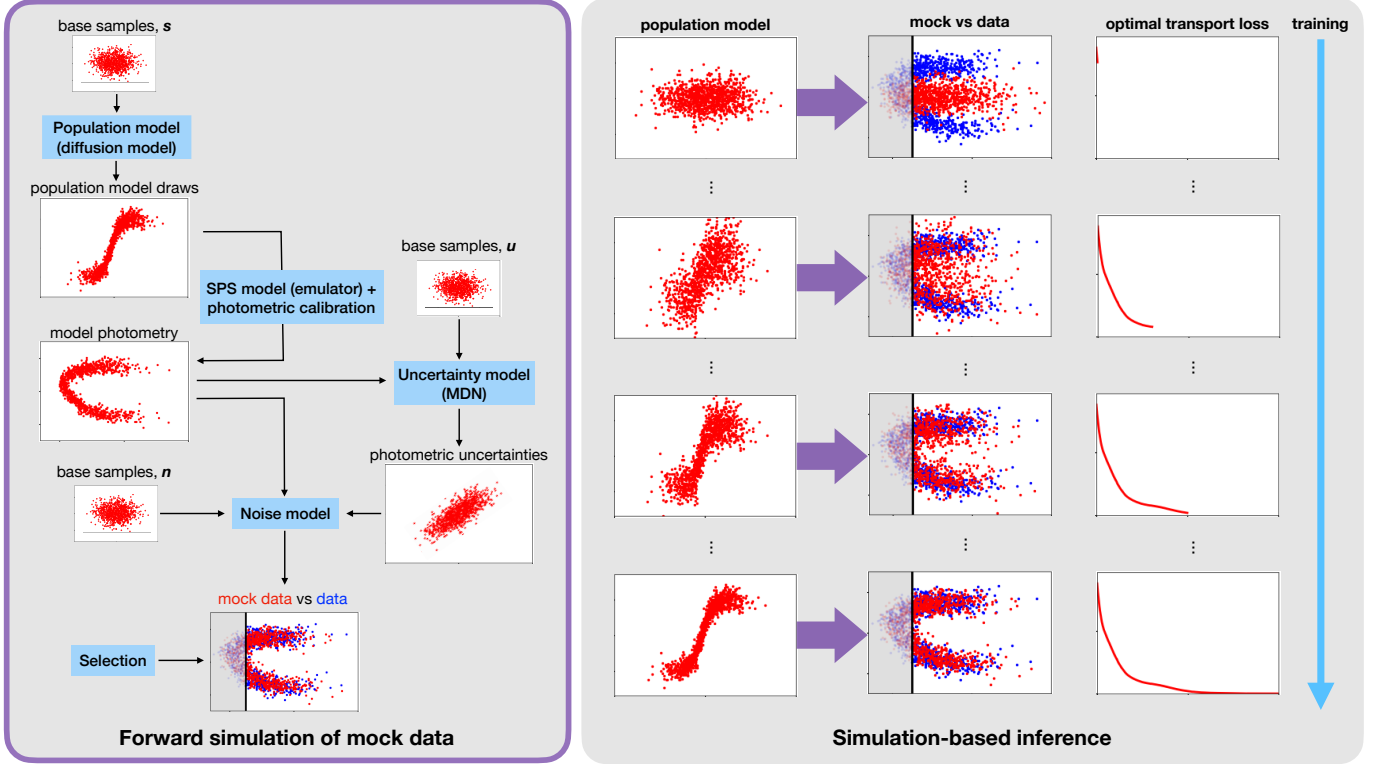 base samples, s
Population model
(diffusion model)
population model draws
base samples, u
SPS model (emulator) +
photometric calibration
model photometry
Uncertainty model
(MDN)
photometric uncertainties
base samples, n
Noise model
mock data vs data
Selection
Forward simulation of mock data
population model
mock vs data
optimal transport loss
training
Simulation-based inference